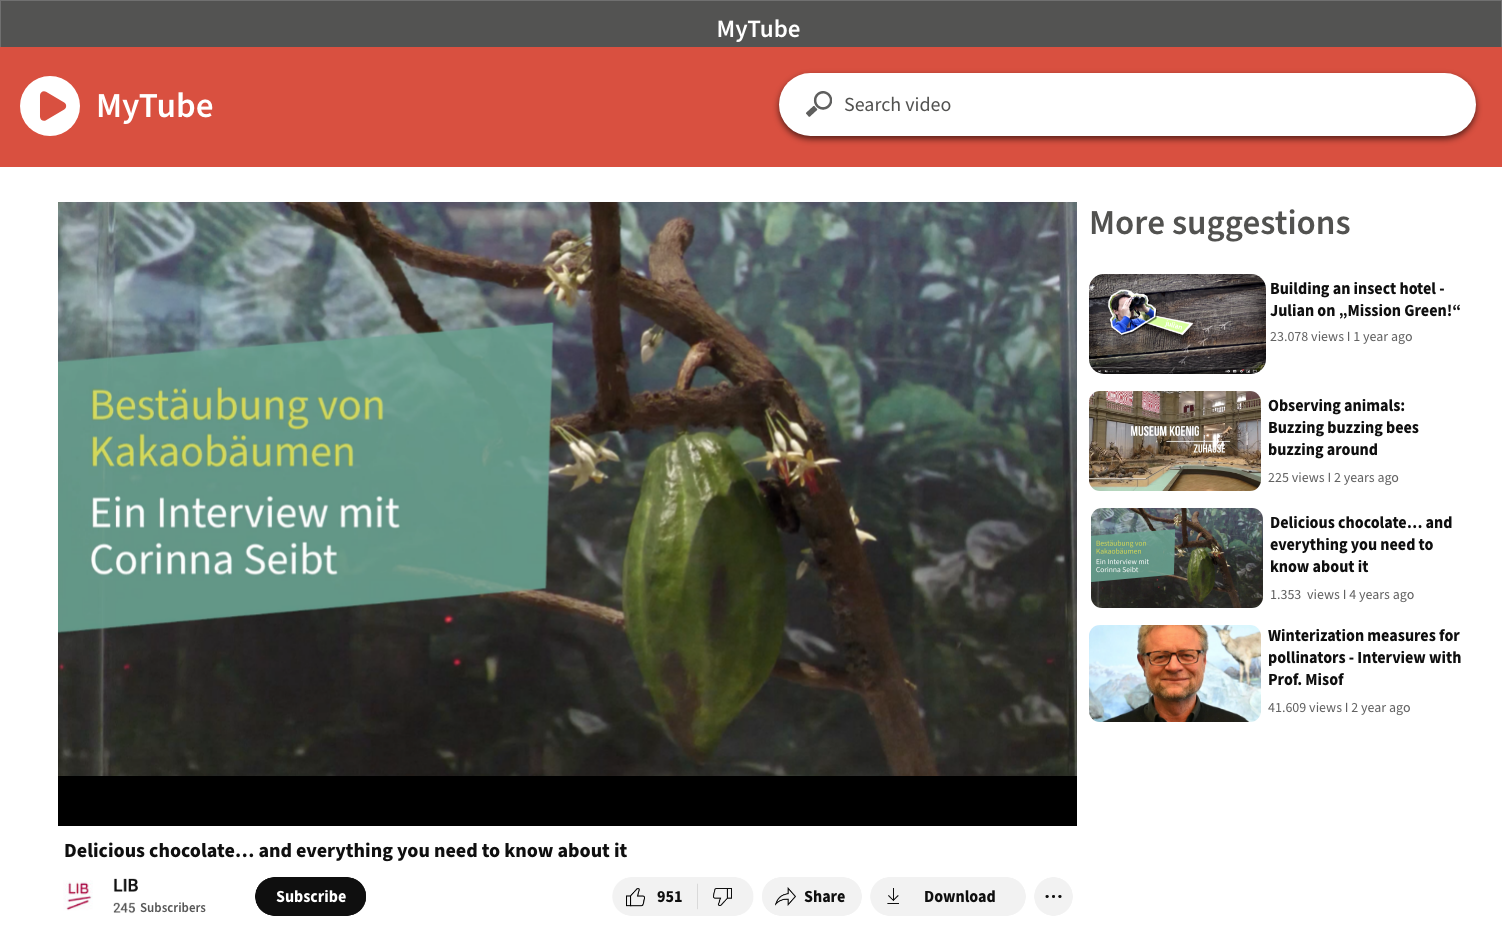 MyTube
MyTube
Search video
Bestäubung von
Kakaobäumen
Ein Interview mit
Corinna Seibt
Delicious chocolate... and everything you need to know about it
LIB
LIB
245 Subscribers
Subscribe
951
Share
Download
More suggestions
Building an insect hotel -
Julian on „Mission Green!“
23.078 views I 1 year ago
MUSEUM KOENIG
ZUHAUSE
Observing animals:
Buzzing buzzing bees
buzzing around
225 views I 2 years ago
Bestäubung von
Kakaobäumen
Ein Interview mit
Corinna Seibt
Delicious chocolate... and
everything you need to
know about it
1.353 views I 4 years ago
Winterization measures for
pollinators - Interview with
Prof. Misof
41.609 views I 2 year ago